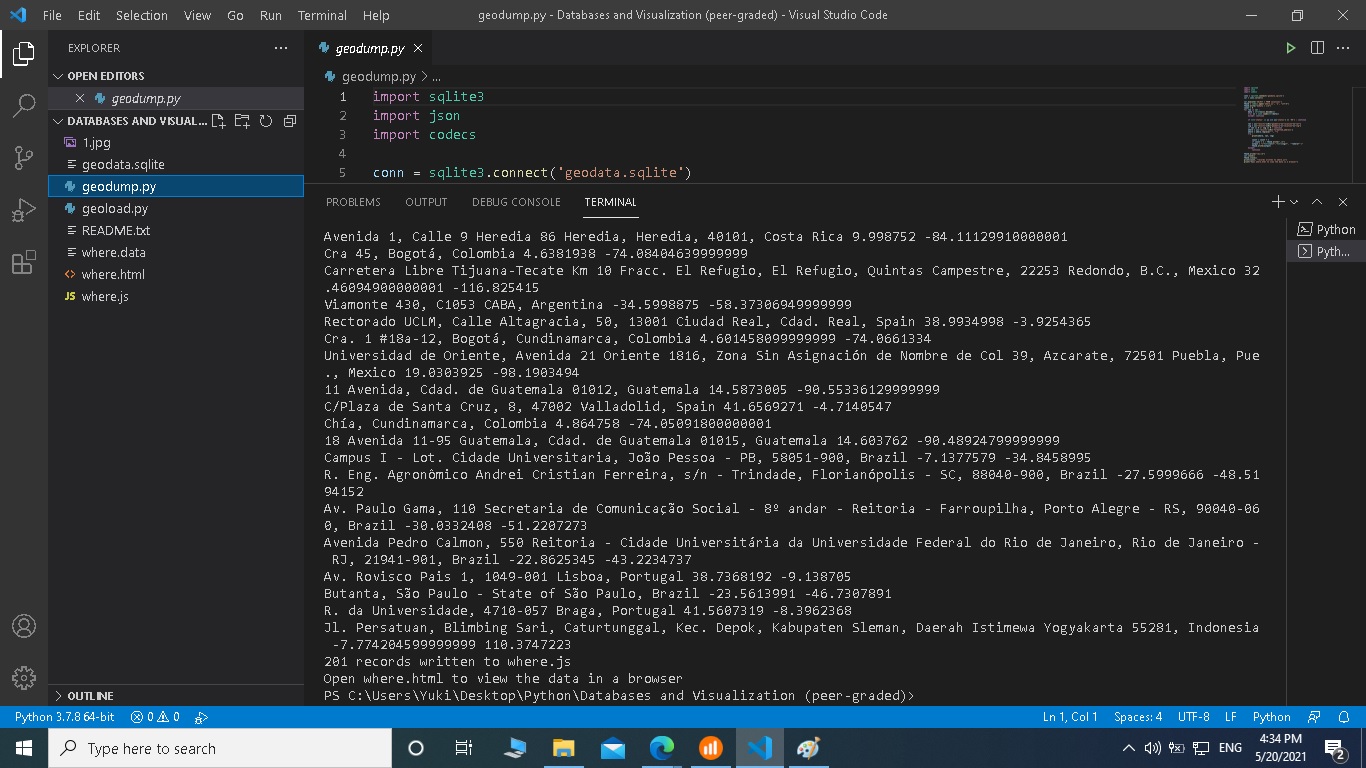 File Edit Selection View Go Run Terminal Help geodump.py - Databases and Visualization (peer-graded) - Visual Studio Code
EXPLORER
OPEN EDITORS
geodump.py
DATABASES AND VISUAL...
1.jpg
geodata.sqlite
geodump.py
geoload.py
README.txt
where.data
where.html
JS where.js
OUTLINE
geodump.py
geodump.py > ...
1 import sqlite3
2 import json
3 import codecs
4
5 conn = sqlite3.connect('geodata.sqlite')
PROBLEMS OUTPUT DEBUG CONSOLE TERMINAL
Python
Pyth...
Avenida 1, Calle 9 Heredia 86 Heredia, Heredia, 40101, Costa Rica 9.998752 -84.11129910000001
Cra 45, Bogotá, Colombia 4.6381938 -74.08404639999999
Carretera Libre Tijuana-Tecate Km 10 Fracc. El Refugio, El Refugio, Quintas Campestre, 22253 Redondo, B.C., Mexico 32
.46094900000001 -116.825415
Viamonte 430, C1053 CABA, Argentina -34.5998875 -58.37306949999999
Rectorado UCLM, Calle Altagracia, 50, 13001 Ciudad Real, Cdad. Real, Spain 38.9934998 -3.9254365
Cra. 1 #18a-12, Bogotá, Cundinamarca, Colombia 4.601458099999999 -74.0661334
Universidad de Oriente, Avenida 21 Oriente 1816, Zona Sin Asignación de Nombre de Col 39, Azcarate, 72501 Puebla, Pue
., Mexico 19.0303925 -98.1903494
11 Avenida, Cdad. de Guatemala 01012, Guatemala 14.5873005 -90.55336129999999
C/Plaza de Santa Cruz, 8, 47002 Valladolid, Spain 41.6569271 -4.7140547
Chía, Cundinamarca, Colombia 4.864758 -74.05091800000001
18 Avenida 11-95 Guatemala, Cdad. de Guatemala 01015, Guatemala 14.603762 -90.48924799999999
Campus I - Lot. Cidade Universitaria, João Pessoa - PB, 58051-900, Brazil -7.1377579 -34.8458995
R. Eng. Agronômico Andrei Cristian Ferreira, s/n - Trindade, Florianópolis - SC, 88040-900, Brazil -27.5999666 -48.51
94152
Av. Paulo Gama, 110 Secretaria de Comunicação Social - 8º andar - Reitoria - Farroupilha, Porto Alegre - RS, 90040-06
0, Brazil -30.0332408 -51.2207273
Avenida Pedro Calmon, 550 Reitoria - Cidade Universitária da Universidade Federal do Rio de Janeiro, Rio de Janeiro -
RJ, 21941-901, Brazil -22.8625345 -43.2234737
Av. Rovisco Pais 1, 1049-001 Lisboa, Portugal 38.7368192 -9.138705
Butanta, São Paulo - State of São Paulo, Brazil -23.5613991 -46.7307891
R. da Universidade, 4710-057 Braga, Portugal 41.5607319 -8.3962368
Jl. Persatuan, Blimbing Sari, Caturtunggal, Kec. Depok, Kabupaten Sleman, Daerah Istimewa Yogyakarta 55281, Indonesia
-7.774204599999999 110.3747223
201 records written to where.js
Open where.html to view the data in a browser
PS C:\Users\Yuki\Desktop\Python\Databases and Visualization (peer-graded)>
Python 3.7.8 64-bit 0 0 Ln 1, Col 1 Spaces: 4 UTF-8 LF Python
Type here to search
ENG
4:34 PM
5/20/2021
2